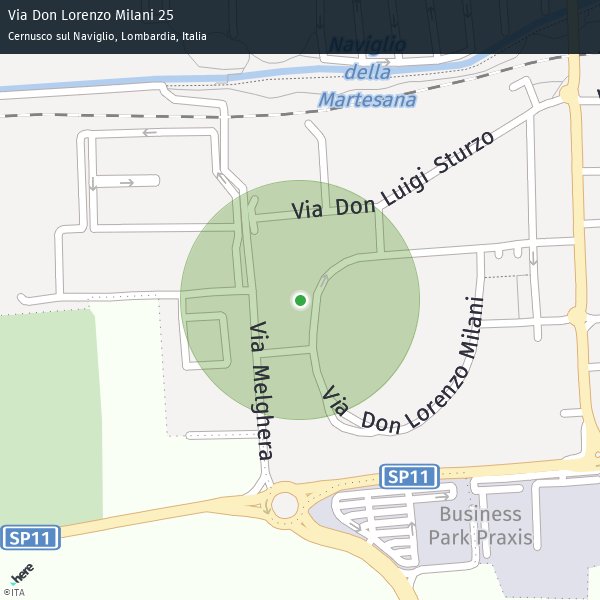 Via Don Lorenzo Milani 25
Cernusco sul Naviglio, Lombardia, Italia
Naviglio
della
Martesana
Via Don Luigi Sturzo
Via Melghera
Via Don Lorenzo Milani
SP11
SP11
Business
Park Praxis
here
©ITA